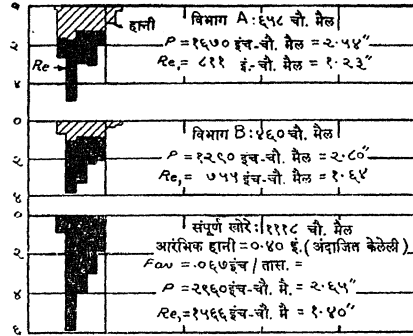 ०
२
४
हानी
Re
विभाग A: ६५८ चौ. मैल
P = १६७० इंच-चौ. मैल = २·५४"
Re, = ८११ इं.- चौ. मैल = १·२३"
०
२
४
विभाग B: ४६० चौ. मैल
P = १२९० इंच-चौ. मैल = २·८०"
Re, = ७५५ इंच-चौ. मैल = १·६४
०
२
४
६
संपूर्ण खोरे: १११८ चौ. मैल
आरंभिक हानी = ०·४० इं. (अंदाजित केलेली)
Fav = ·०६७ इंच / तास. =
P = २९६० इंच-चौ. मै. = २·६५"
Re, = १५६६ इंच-चौ. मै = १·४०"